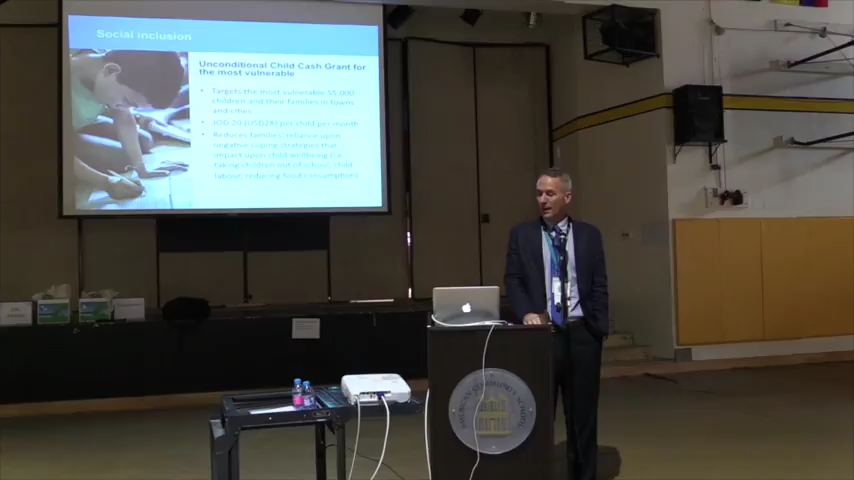 Social inclusion
Unconditional Child Cash Grant for
the most vulnerable
• Targets the most vulnerable 55,000
children and their families in towns
and cities
• JOD 20 (USD28) per child per month
• Reduces families' reliance upon
negative coping strategies that
impact upon child wellbeing (i.e.
taking children out of school, child
labour, reducing food consumption)
COMMUNITY SCHOOL